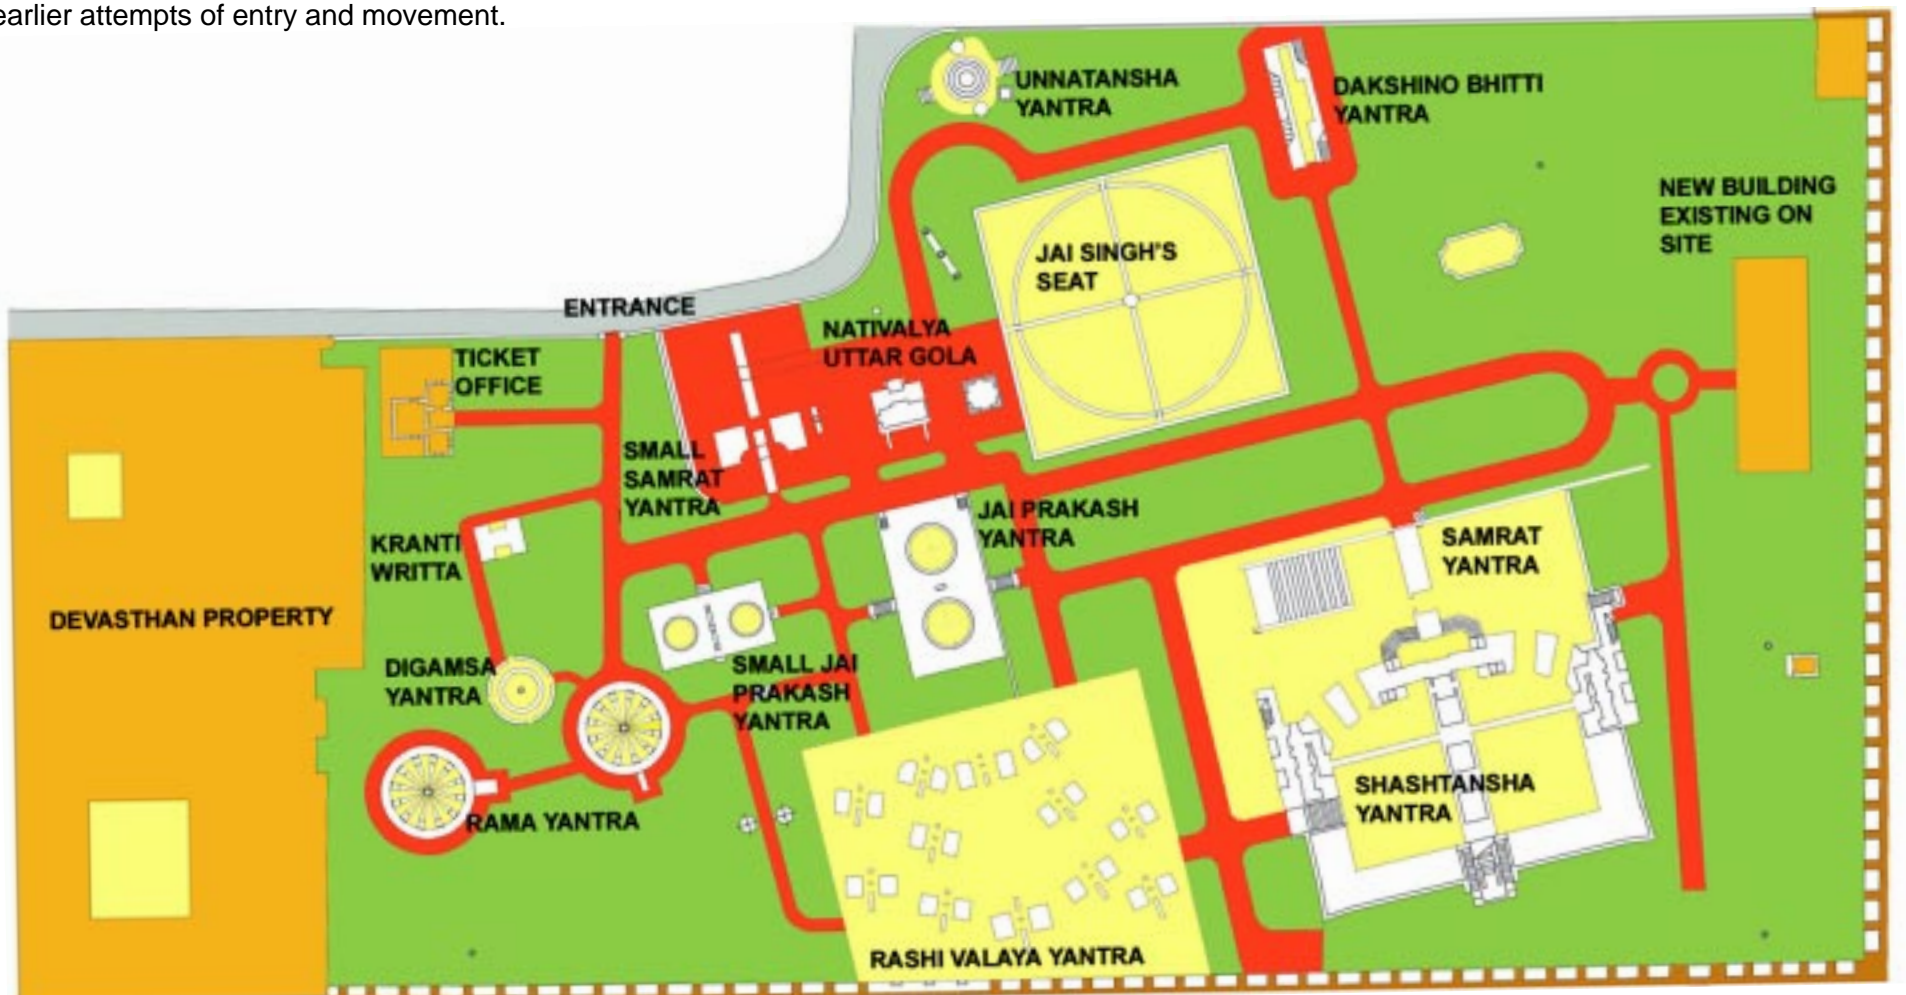 earlier attempts of entry and movement.
UNNATANSHA
YANTRA
DAKSHINO BHITTI
YANTRA
NEW BUILDING
EXISTING ON
SITE
JAI SINGH'S
SEAT
ENTRANCE
NATIVALYA
UTTAR GOLA
TICKET
OFFICE
SMALL
SAMRAT
YANTRA
JAI PRAKASH
YANTRA
SAMRAT
YANTRA
KRANTI
WRITTA
DEVASTHAN PROPERTY
DIGAMSA
YANTRA
SMALL JAI
PRAKASH
YANTRA
SHASHTANSHA
YANTRA
RAMA YANTRA
RASHI VALAYA YANTRA